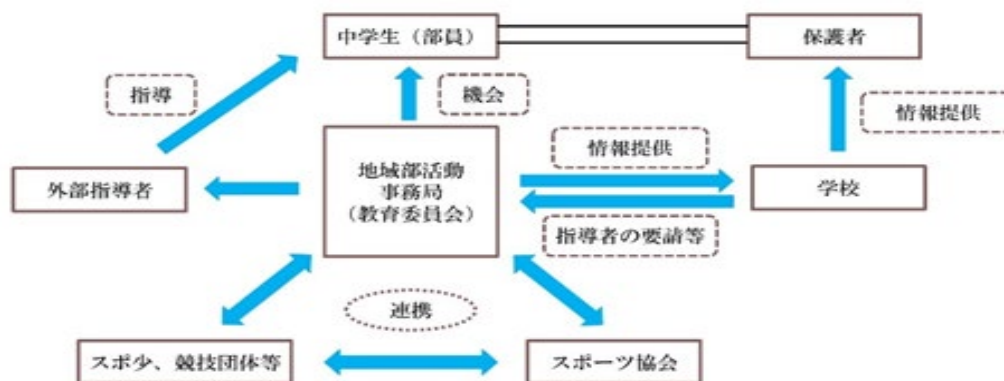 中学生（部員）
保護者
指導
機会
情報提供
地域部活動
事務局
（教育委員会）
情報提供
外部指導者
学校
指導者の要請等
連携
スポ少、競技団体等
スポーツ協会